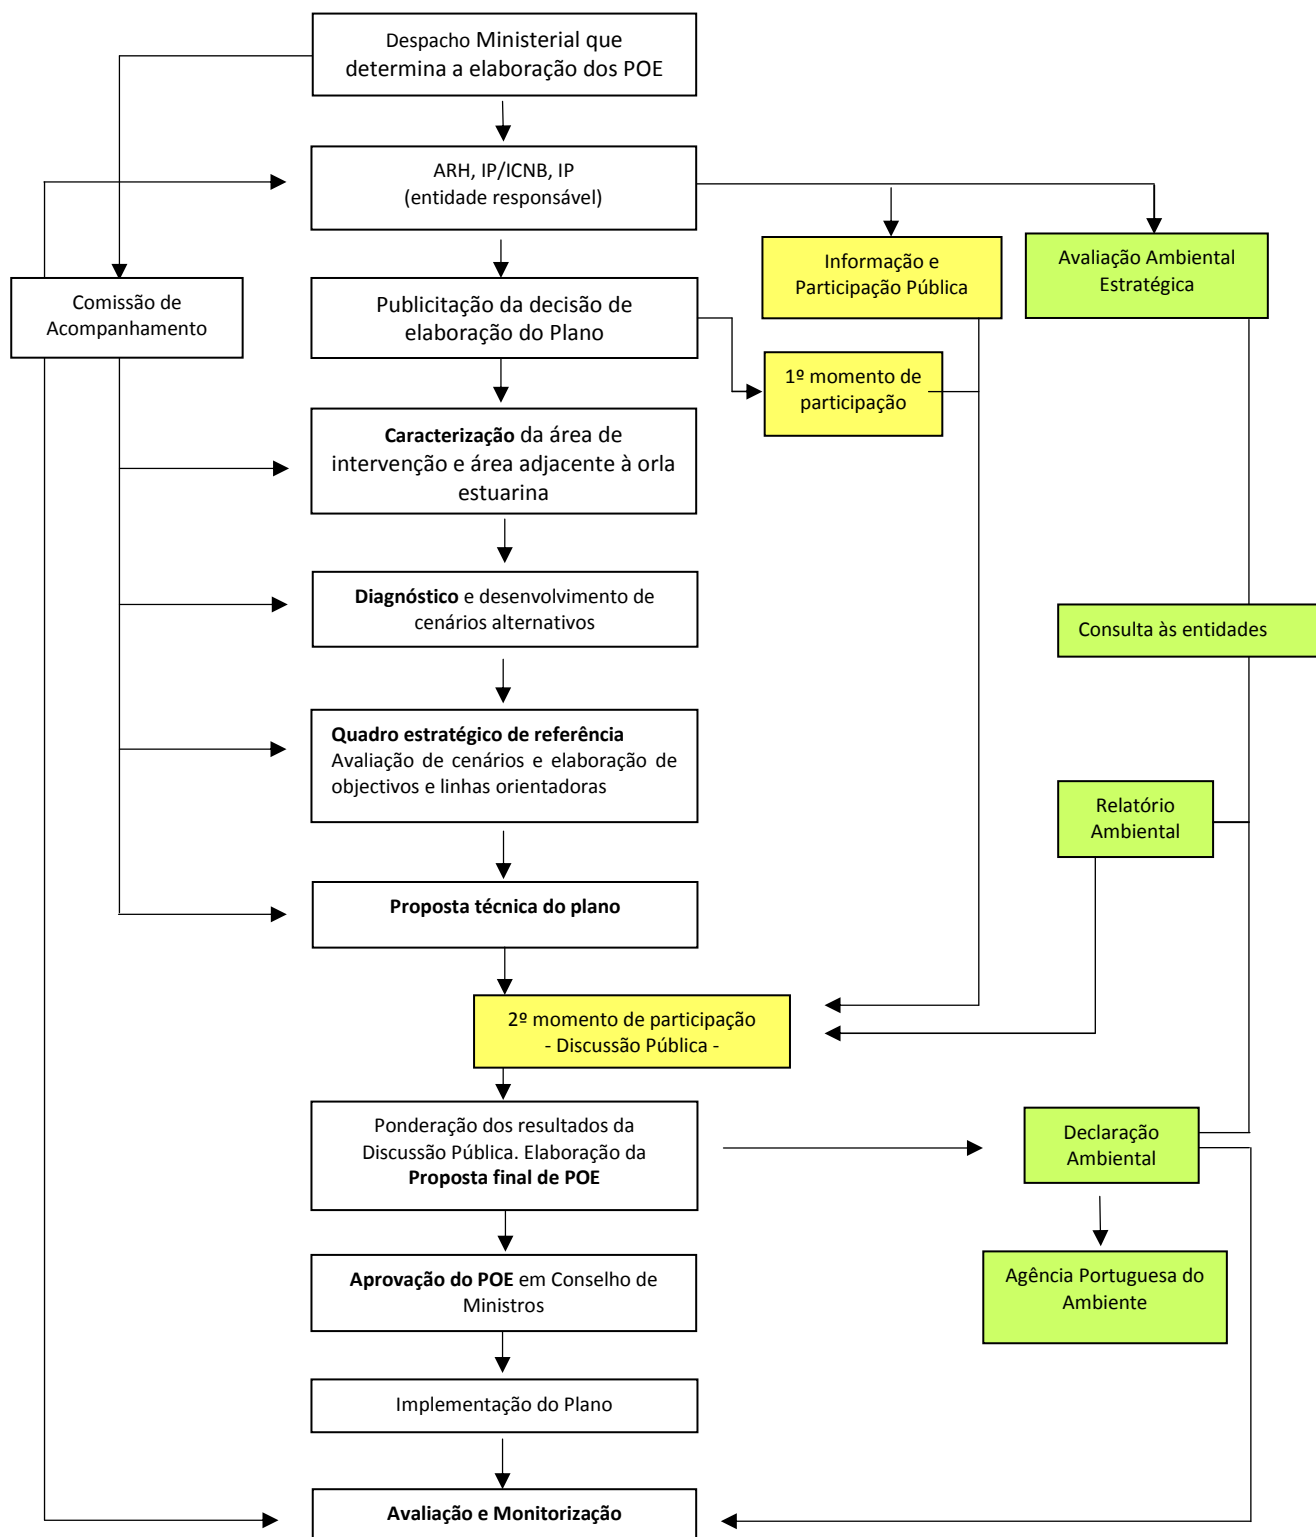 Despacho Ministerial que
determina a elaboração dos POE
ARH, IP/ICNB, IP
(entidade responsável)
Informação e
Participação Pública
Avaliação Ambiental
Estratégica
Comissão de
Acompanhamento
Publicitação da decisão de
elaboração do Plano
1º momento de
participação
Caracterização da área de
intervenção e área adjacente à orla
estuarina
Diagnóstico e desenvolvimento de
cenários alternativos
Consulta às entidades
Quadro estratégico de referência
Avaliação de cenários e elaboração de
objectivos e linhas orientadoras
Relatório
Ambiental
Proposta técnica do plano
2º momento de participação
- Discussão Pública -
Ponderação dos resultados da
Discussão Pública. Elaboração da
Proposta final de POE
Declaração
Ambiental
Aprovação do POE em Conselho de
Ministros
Agência Portuguesa do
Ambiente
Implementação do Plano
Avaliação e Monitorização